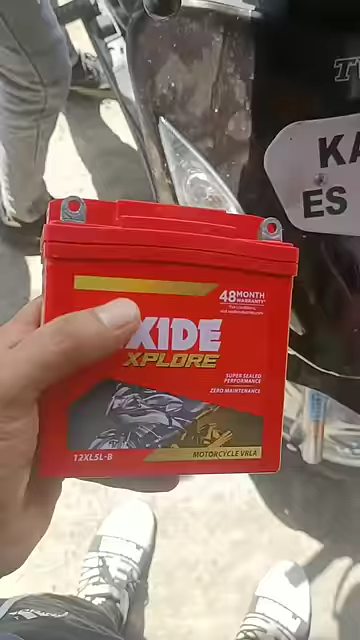 KA
ES
48 MONTH
WARRANTY*
XIDE
XPLORE
SUPER SEALED
PERFORMANCE
ZERO MAINTENANCE
12XL5L-B
MOTORCYCLE VRLA